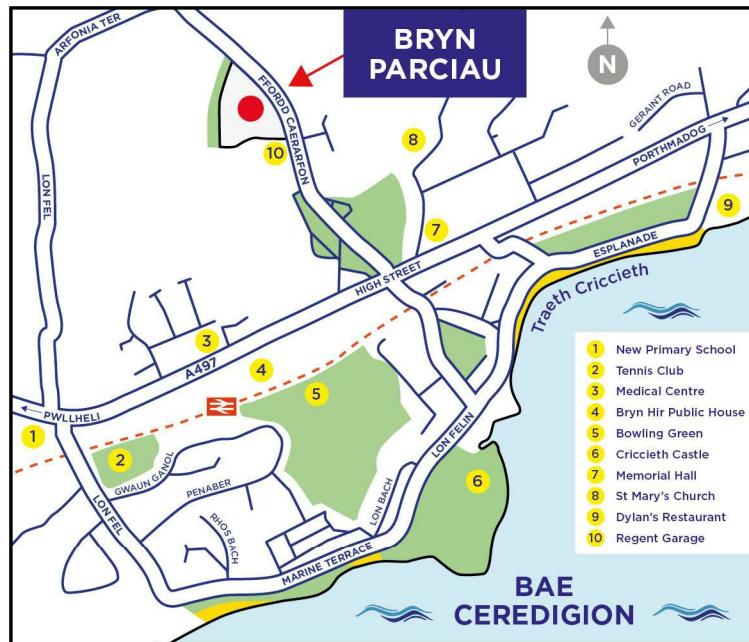 BRYN
PARCIAU
N
ARFONIA TER
FFORDD CAERARFON
GERAINT ROAD
PORTHMADOG
LON FEL
10
8
7
9
HIGH STREET
ESPLANADE
Traeth Criccieth
3
A497
4
5
PWLLHELI
1
2
GWAUN GANOL
LON FELIN
6
LON FEL
PENABER
RHOS BACH
LON BACH
MARINE TERRACE
1 New Primary School
2 Tennis Club
3 Medical Centre
4 Bryn Hir Public House
5 Bowling Green
6 Criccieth Castle
7 Memorial Hall
8 St Mary's Church
9 Dylan's Restaurant
10 Regent Garage
BAE
CEREDIGION